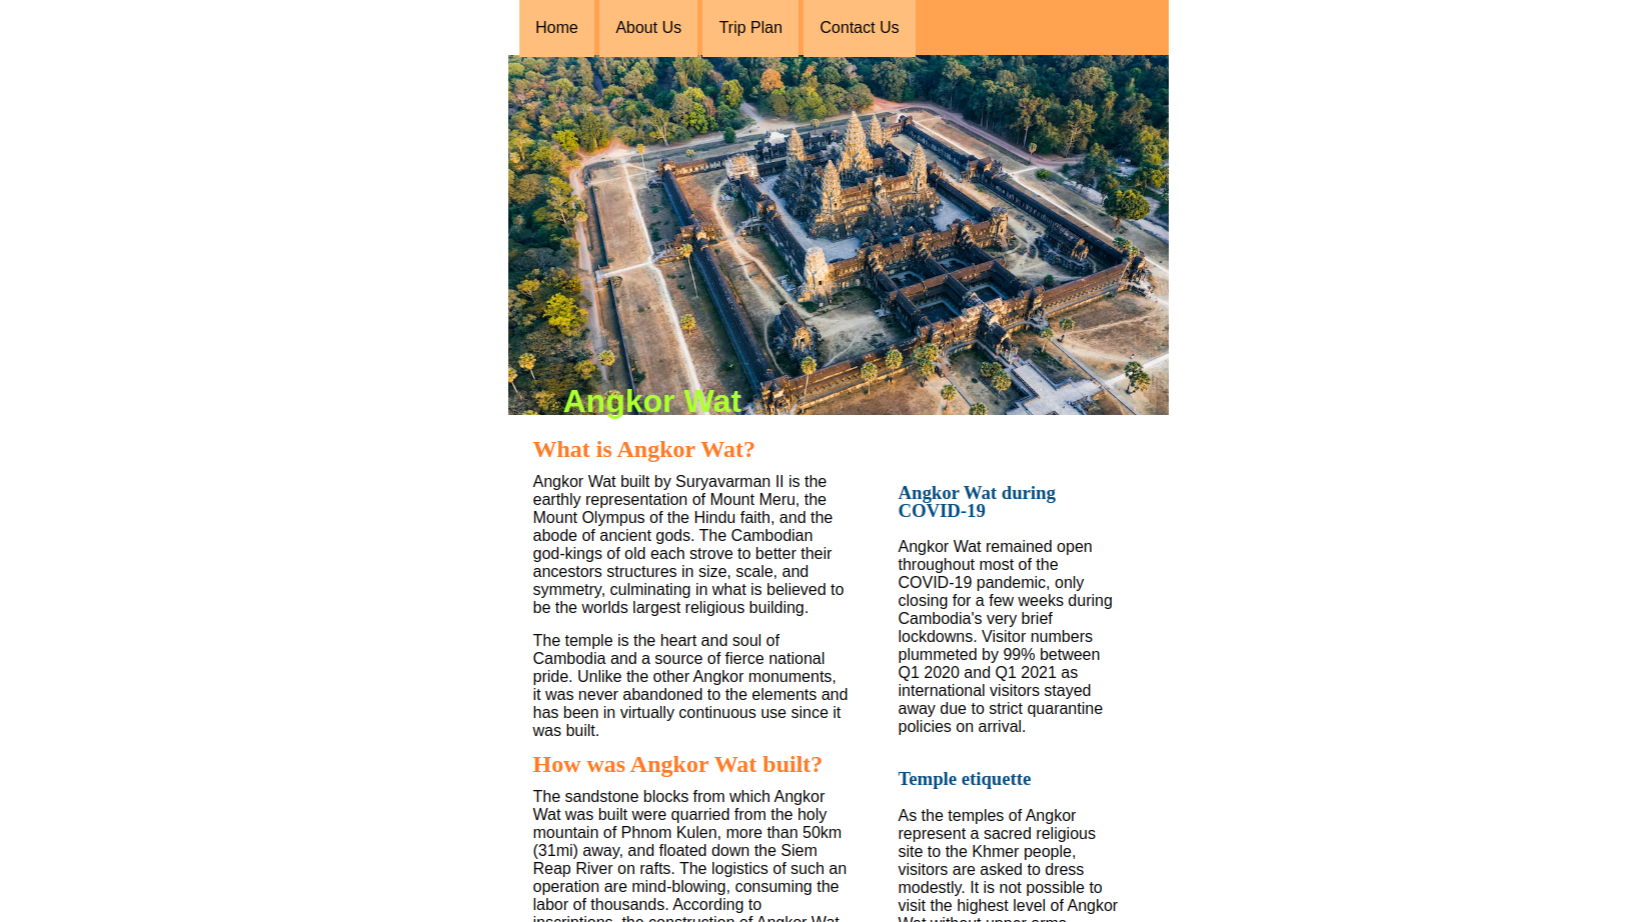 Home
About Us
Trip Plan
Contact Us
Angkor Wat
What is Angkor Wat?
Angkor Wat built by Suryavarman II is the
earthly representation of Mount Meru, the
Mount Olympus of the Hindu faith, and the
abode of ancient gods. The Cambodian
god-kings of old each strove to better their
ancestors structures in size, scale, and
symmetry, culminating in what is believed to
be the worlds largest religious building.
The temple is the heart and soul of
Cambodia and a source of fierce national
pride. Unlike the other Angkor monuments,
it was never abandoned to the elements and
has been in virtually continuous use since it
was built.
How was Angkor Wat built?
The sandstone blocks from which Angkor
Wat was built were quarried from the holy
mountain of Phnom Kulen, more than 50km
(31mi) away, and floated down the Siem
Reap River on rafts. The logistics of such an
operation are mind-blowing, consuming the
labor of thousands. According to
inscriptions, the construction of Angkor Wat
Angkor Wat during
COVID-19
Angkor Wat remained open
throughout most of the
COVID-19 pandemic, only
closing for a few weeks during
Cambodia's very brief
lockdowns. Visitor numbers
plummeted by 99% between
Q1 2020 and Q1 2021 as
international visitors stayed
away due to strict quarantine
policies on arrival.
Temple etiquette
As the temples of Angkor
represent a sacred religious
site to the Khmer people,
visitors are asked to dress
modestly. It is not possible to
visit the highest level of Angkor
Wat without upper arms